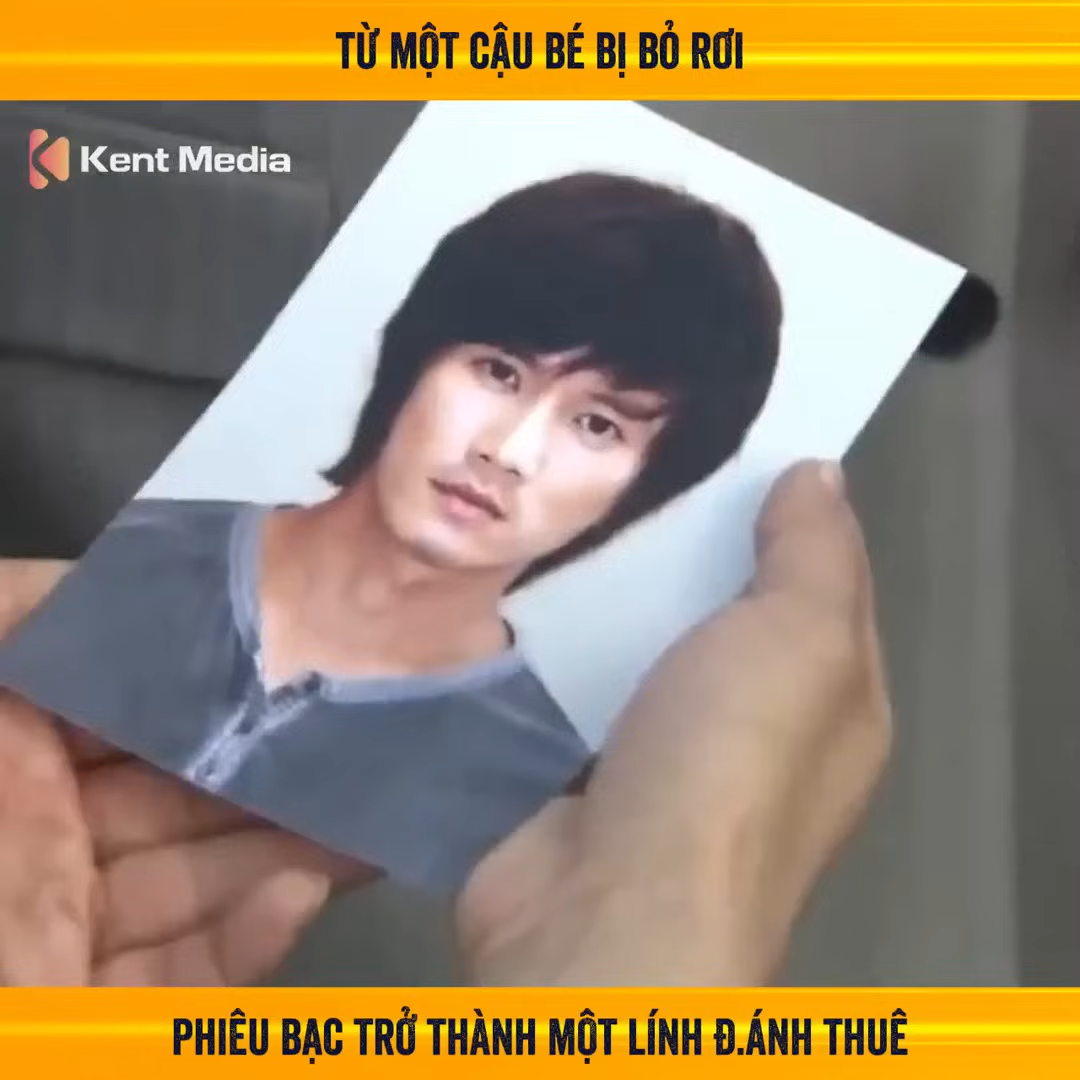 TỪ MỘT CẬU BÉ BỊ BỎ RƠI
Kent Media
PHIÊU BẠC TRỞ THÀNH MỘT LÍNH Đ.ÁNH THUÊ